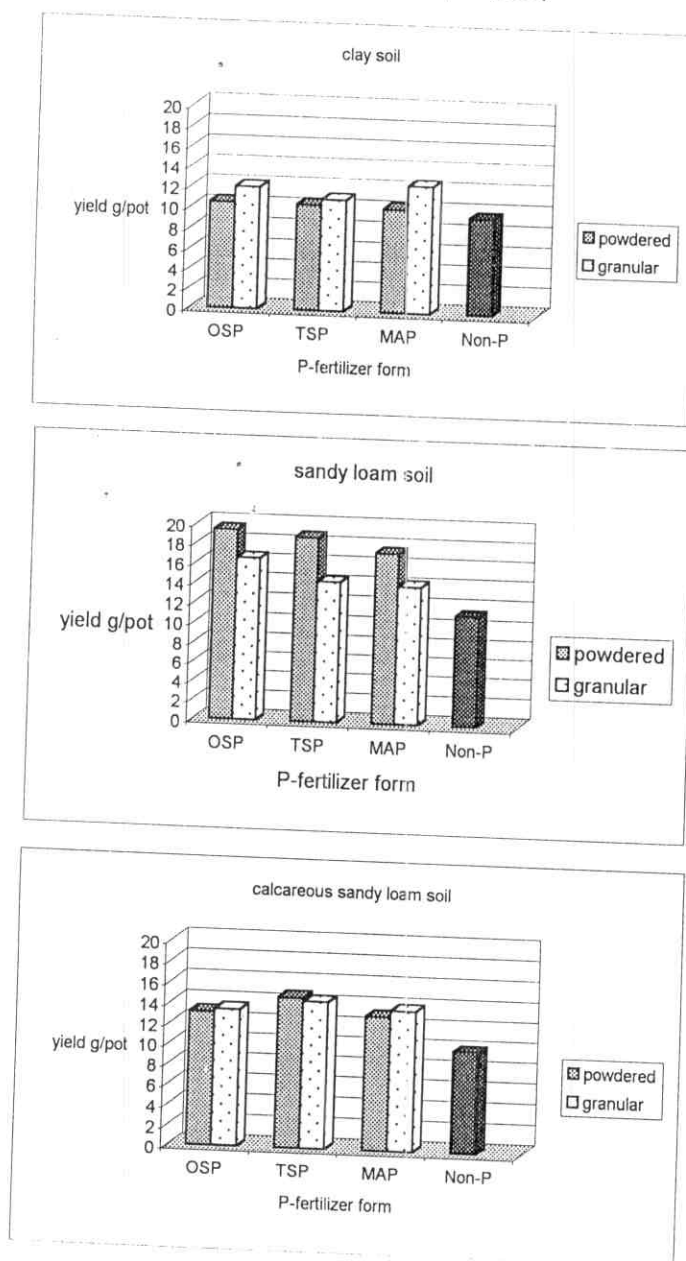 clay soil
20
18
16
14
12
10
8
6
4
2
0
yield g/pot
OSP TSP MAP Non-P
P-fertilizer form
powdered
granular
sandy loam soil
20
18
16
14
12
10
8
6
4
2
0
yield g/pot
OSP TSP MAP Non-P
P-fertilizer form
powdered
granular
calcareous sandy loam soil
20
18
16
14
12
10
8
6
4
2
0
yield g/pot
OSP TSP MAP Non-P
P-fertilizer form
powdered
granular